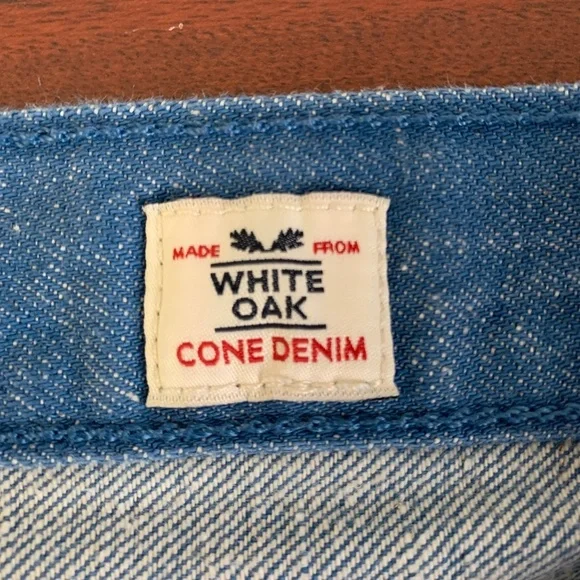 MADE FROM
WHITE
OAK
CONE DENIM